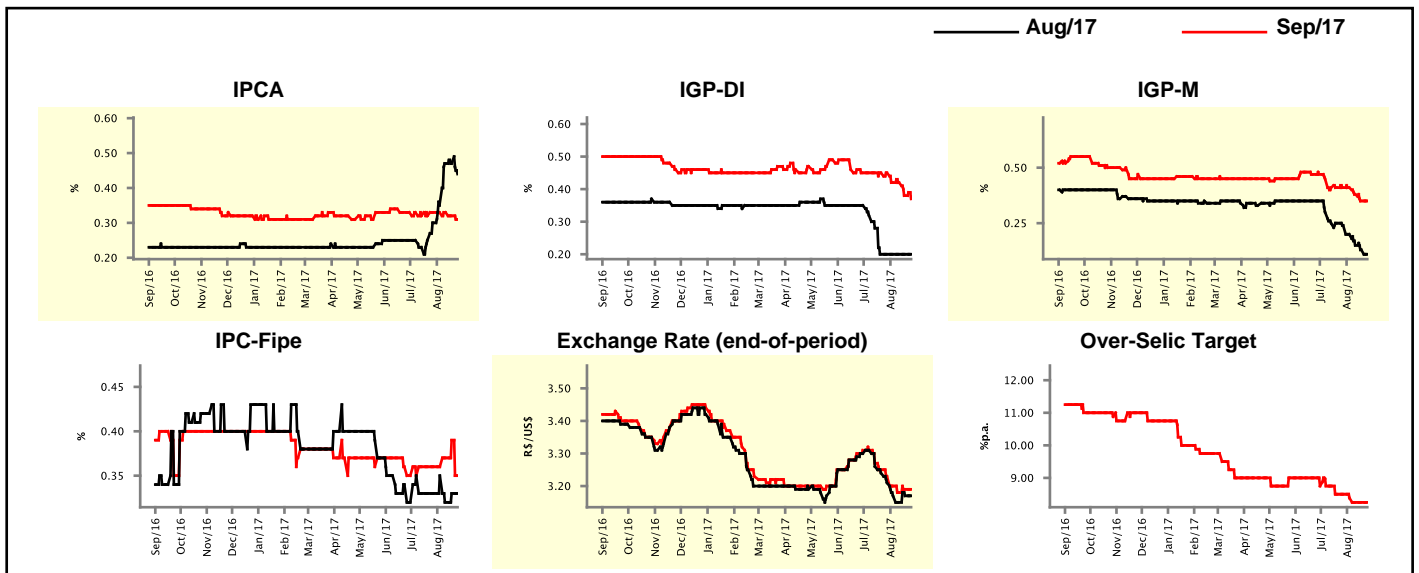 Aug/17 Sep/17
IPCA
0.60
0.50
0.40
0.30
0.20
%
Sep/16 Oct/16 Nov/16 Dec/16 Jan/17 Feb/17 Mar/17 Apr/17 May/17 Jun/17 Jul/17 Aug/17
IGP-DI
0.60
0.50
0.40
0.30
0.20
%
Sep/16 Oct/16 Nov/16 Dec/16 Jan/17 Feb/17 Mar/17 Apr/17 May/17 Jun/17 Jul/17 Aug/17
IGP-M
0.50
0.25
%
Sep/16 Oct/16 Nov/16 Dec/16 Jan/17 Feb/17 Mar/17 Apr/17 May/17 Jun/17 Jul/17 Aug/17
IPC-Fipe
0.45
0.40
0.35
%
Sep/16 Oct/16 Nov/16 Dec/16 Jan/17 Feb/17 Mar/17 Apr/17 May/17 Jun/17 Jul/17 Aug/17
Exchange Rate (end-of-period)
3.50
3.40
3.30
3.20
R$/US$
Sep/16 Oct/16 Nov/16 Dec/16 Jan/17 Feb/17 Mar/17 Apr/17 May/17 Jun/17 Jul/17 Aug/17
Over-Selic Target
12.00
11.00
10.00
9.00
%p.a.
Sep/16 Oct/16 Nov/16 Dec/16 Jan/17 Feb/17 Mar/17 Apr/17 May/17 Jun/17 Jul/17 Aug/17